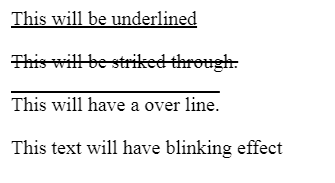 This will be underlined
This will be striked through.
This will have a over line.
This text will have blinking effect